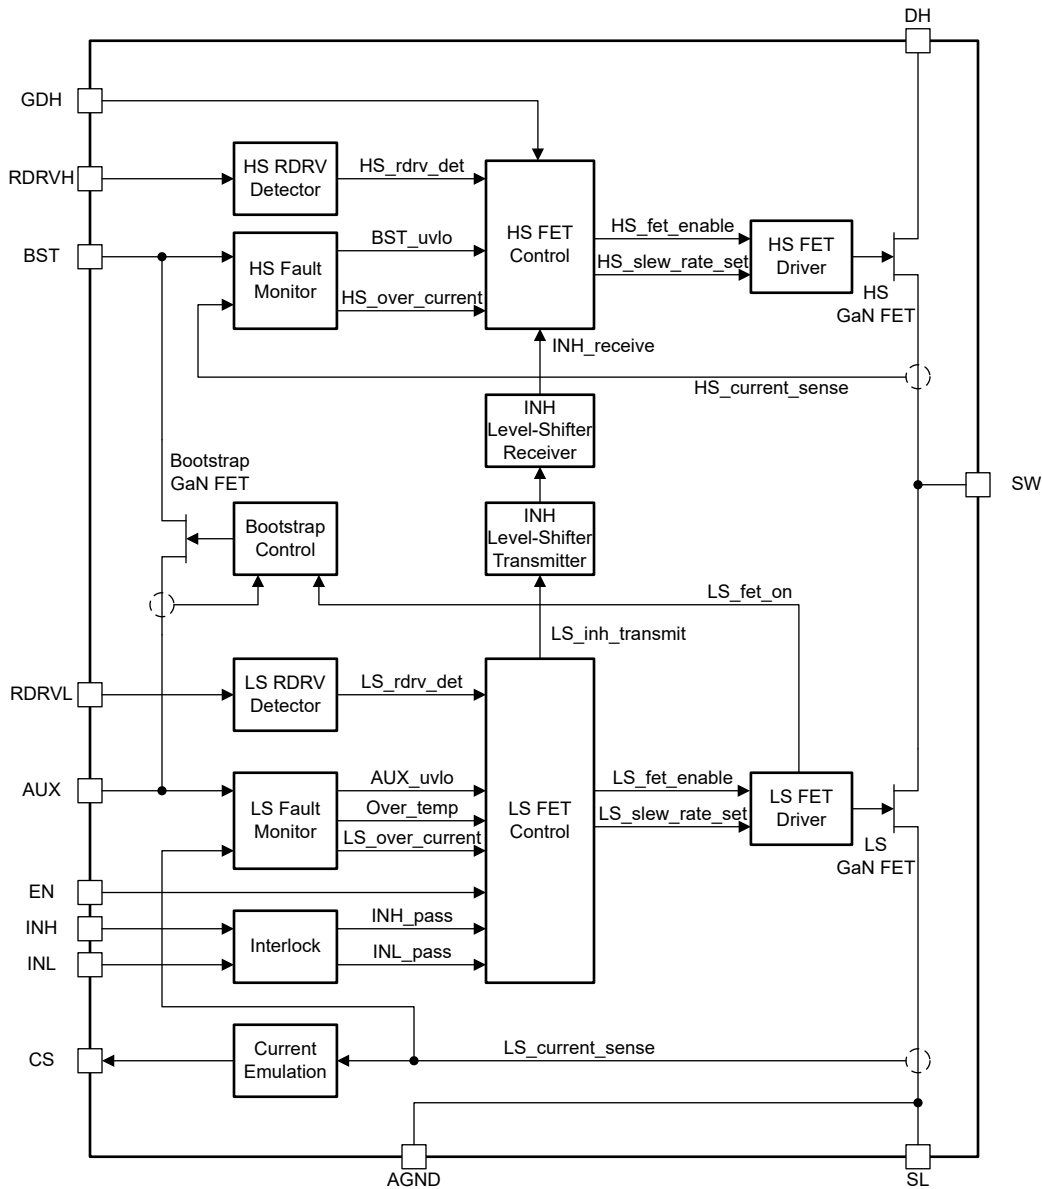 DH
GDH
HS RDRV
Detector
HS_rdrv_det
RDRVH
BST
HS Fault
Monitor
BST_uvlo
HS_over_current
HS FET
Control
HS_fet_enable
HS_slew_rate_set
HS FET
Driver
HS
GaN FET
INH_receive
HS_current_sense
INH
Level-Shifter
Receiver
Bootstrap
GaN FET
SW
Bootstrap
Control
INH
Level-Shifter
Transmitter
LS_fet_on
LS_inh_transmit
RDRVL
LS RDRV
Detector
LS_rdrv_det
AUX
LS Fault
Monitor
AUX_uvlo
Over_temp
LS_over_current
LS FET
Control
LS_fet_enable
LS_slew_rate_set
LS FET
Driver
LS
GaN FET
EN
INH
INL
Interlock
INH_pass
INL_pass
CS
Current
Emulation
LS_current_sense
AGND
SL